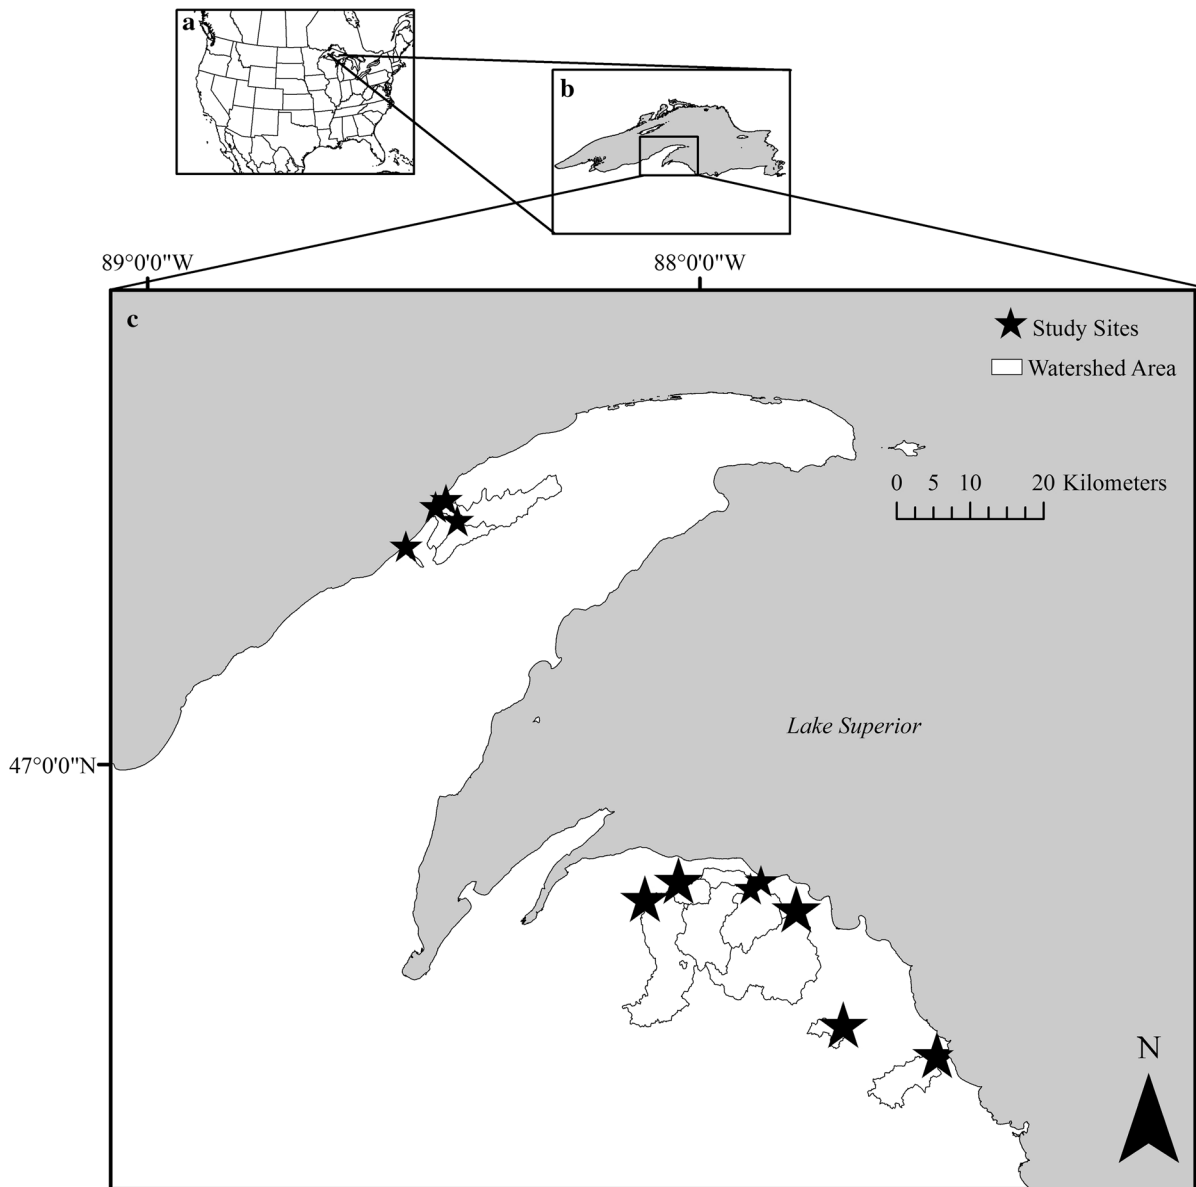 a
b
89°0'0"W
88°0'0"W
c
Study Sites
Watershed Area
0 5 10 20 Kilometers
Lake Superior
47°0'0"N
N